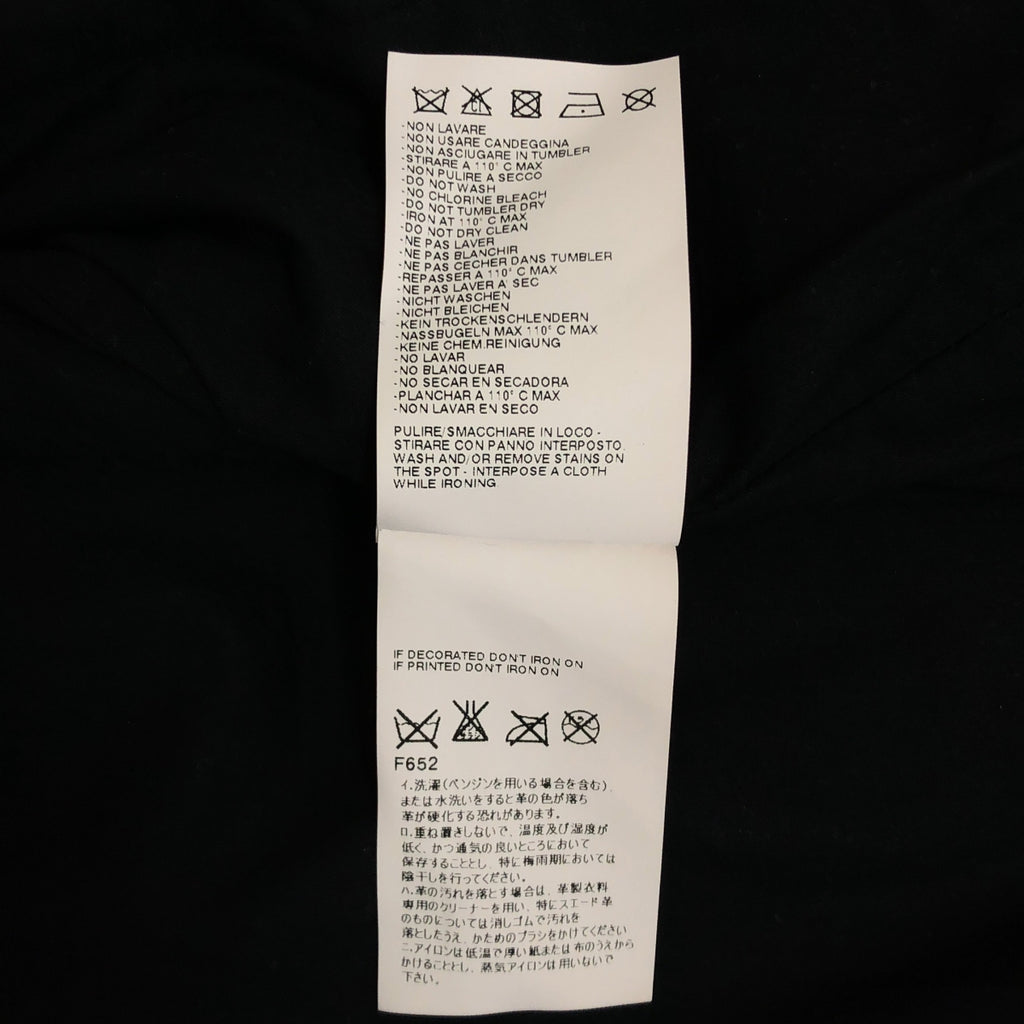 -NON LAVARE
-NON USARE CANDEGGINA
-NON ASCIUGARE IN TUMBLER
-STIRARE A 110° C MAX
-NON PULIRE A SECCO
-DO NOT WASH
-NO CHLORINE BLEACH
-DO NOT TUMBLER DRY
-IRON AT 110° C MAX
-DO NOT DRY CLEAN
-NE PAS LAVER
-NE PAS BLANCHIR
-NE PAS CECHER DANS TUMBLER
-REPASSER A 110° C MAX
-NE PAS LAVER A' SEC
-NICHT WASCHEN
-NICHT BLEICHEN
-KEIN TROCKENSCHLENDERN
-NASSBUGELN MAX 110° C MAX
-KEINE CHEM.REINIGUNG
-NO LAVAR
-NO BLANQUEAR
-NO SECAR EN SECADORA
-PLANCHAR A 110° C MAX
-NON LAVAR EN SECO
PULIRE/SMACCHIARE IN LOCO -
STIRARE CON PANNO INTERPOSTO.
WASH AND/OR REMOVE STAINS ON
THE SPOT - INTERPOSE A CLOTH
WHILE IRONING.
IF DECORATED DON'T IRON ON
IF PRINTED DON'T IRON ON
F652
イ.洗濯(ベンジンを用いる場合を含む)
または水洗いをすると革の色が落ち
革が硬化する恐れがあります。
ロ.重ね置きしないで、温度及び湿度が
低く、かつ通気の良いところにおいて
保存することとし、特に梅雨期においては
陰干しを行ってください。
ハ.革の汚れを落とす場合は、革製衣料
専用のクリーナーを用い、特にスエード革
のものについては消しゴムで汚れを
落としたうえ、かためのブラシをかけてください
ニ.アイロンは低温で厚い紙または布のうえから
かけることとし、蒸気アイロンは用いないで
下さい。